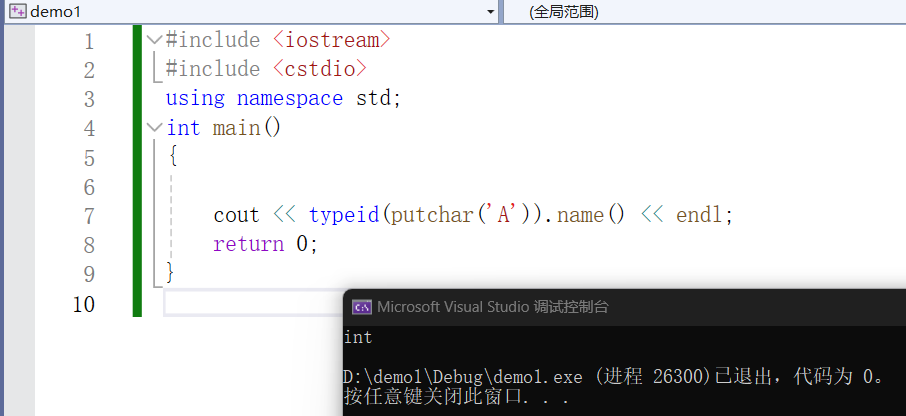 demo1
(全局范围)
1 #include <iostream>
2 #include <cstdio>
3 using namespace std;
4 int main()
5 {
6
7 cout << typeid(putchar('A')).name() << endl;
8 return 0;
9 }
10
Microsoft Visual Studio 调试控制台
int
D:\demo1\Debug\demo1.exe (进程 26300)已退出，代码为 0。
按任意键关闭此窗口. . .